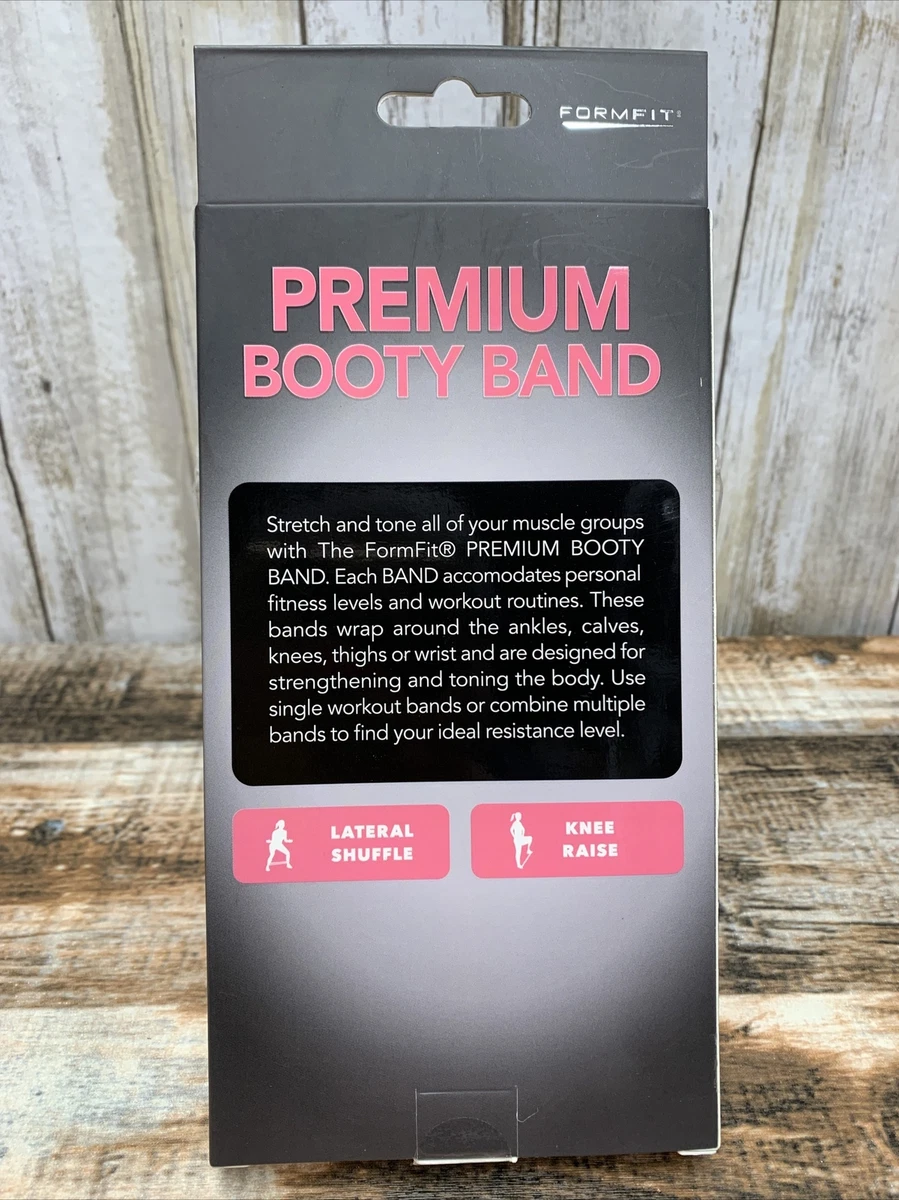 FORMFIT®
PREMIUM
BOOTY BAND
Stretch and tone all of your muscle groups
with The FormFit® PREMIUM BOOTY
BAND. Each BAND accomodates personal
fitness levels and workout routines. These
bands wrap around the ankles, calves,
knees, thighs or wrist and are designed for
strengthening and toning the body. Use
single workout bands or combine multiple
bands to find your ideal resistance level.
LATERAL
SHUFFLE
KNEE
RAISE